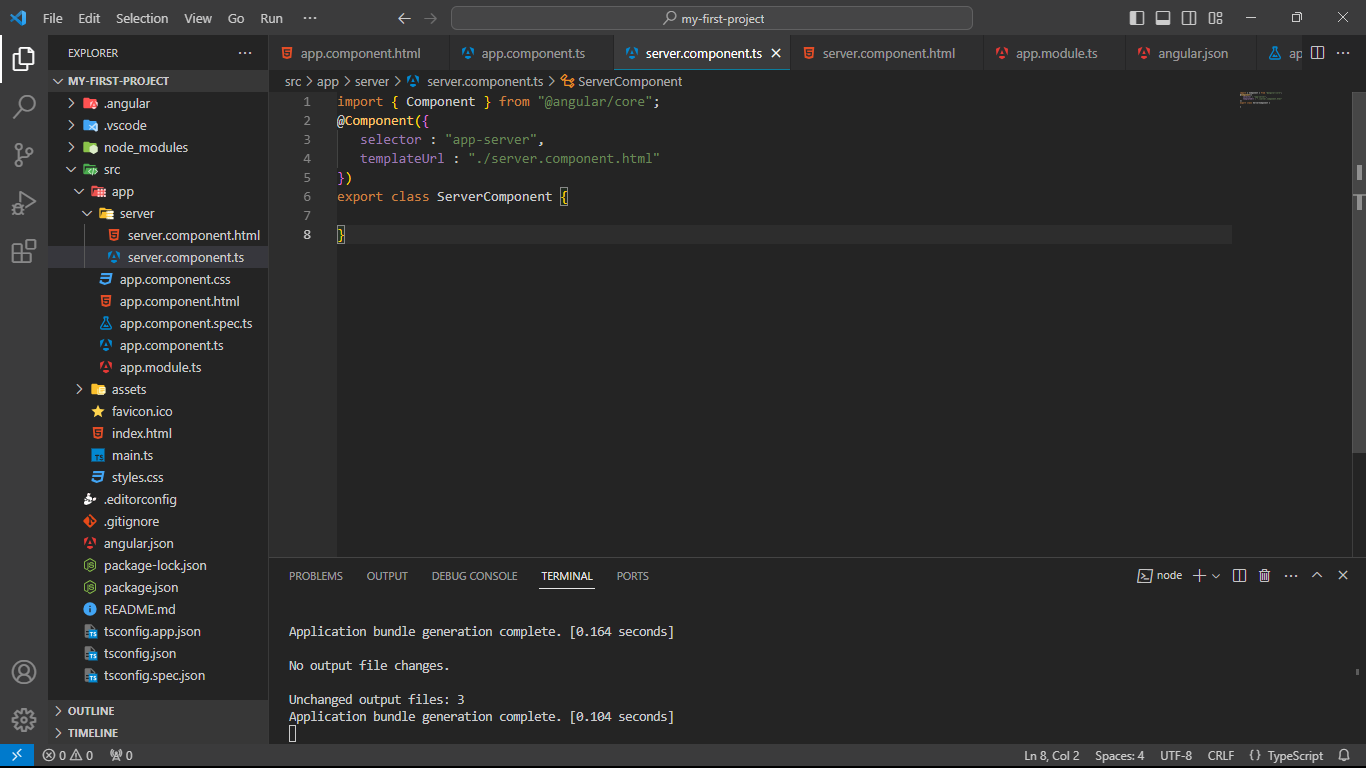 File Edit Selection View Go Run ··· my-first-project
EXPLORER ···
MY-FIRST-PROJECT
.angular
.vscode
node_modules
src
app
server
server.component.html
server.component.ts
app.component.css
app.component.html
app.component.spec.ts
app.component.ts
app.module.ts
assets
favicon.ico
index.html
main.ts
styles.css
.editorconfig
.gitignore
angular.json
package-lock.json
package.json
README.md
tsconfig.app.json
tsconfig.json
tsconfig.spec.json
OUTLINE
TIMELINE
app.component.html app.component.ts server.component.ts server.component.html app.module.ts angular.json ap
src > app > server > server.component.ts > ServerComponent
1 import { Component } from "@angular/core";
2 @Component({
3 selector : "app-server",
4 templateUrl : "./server.component.html"
5 })
6 export class ServerComponent {
7
8 }
PROBLEMS OUTPUT DEBUG CONSOLE TERMINAL PORTS node
Application bundle generation complete. [0.164 seconds]
No output file changes.
Unchanged output files: 3
Application bundle generation complete. [0.104 seconds]
0 0 0 Ln 8, Col 2 Spaces: 4 UTF-8 CRLF {} TypeScript